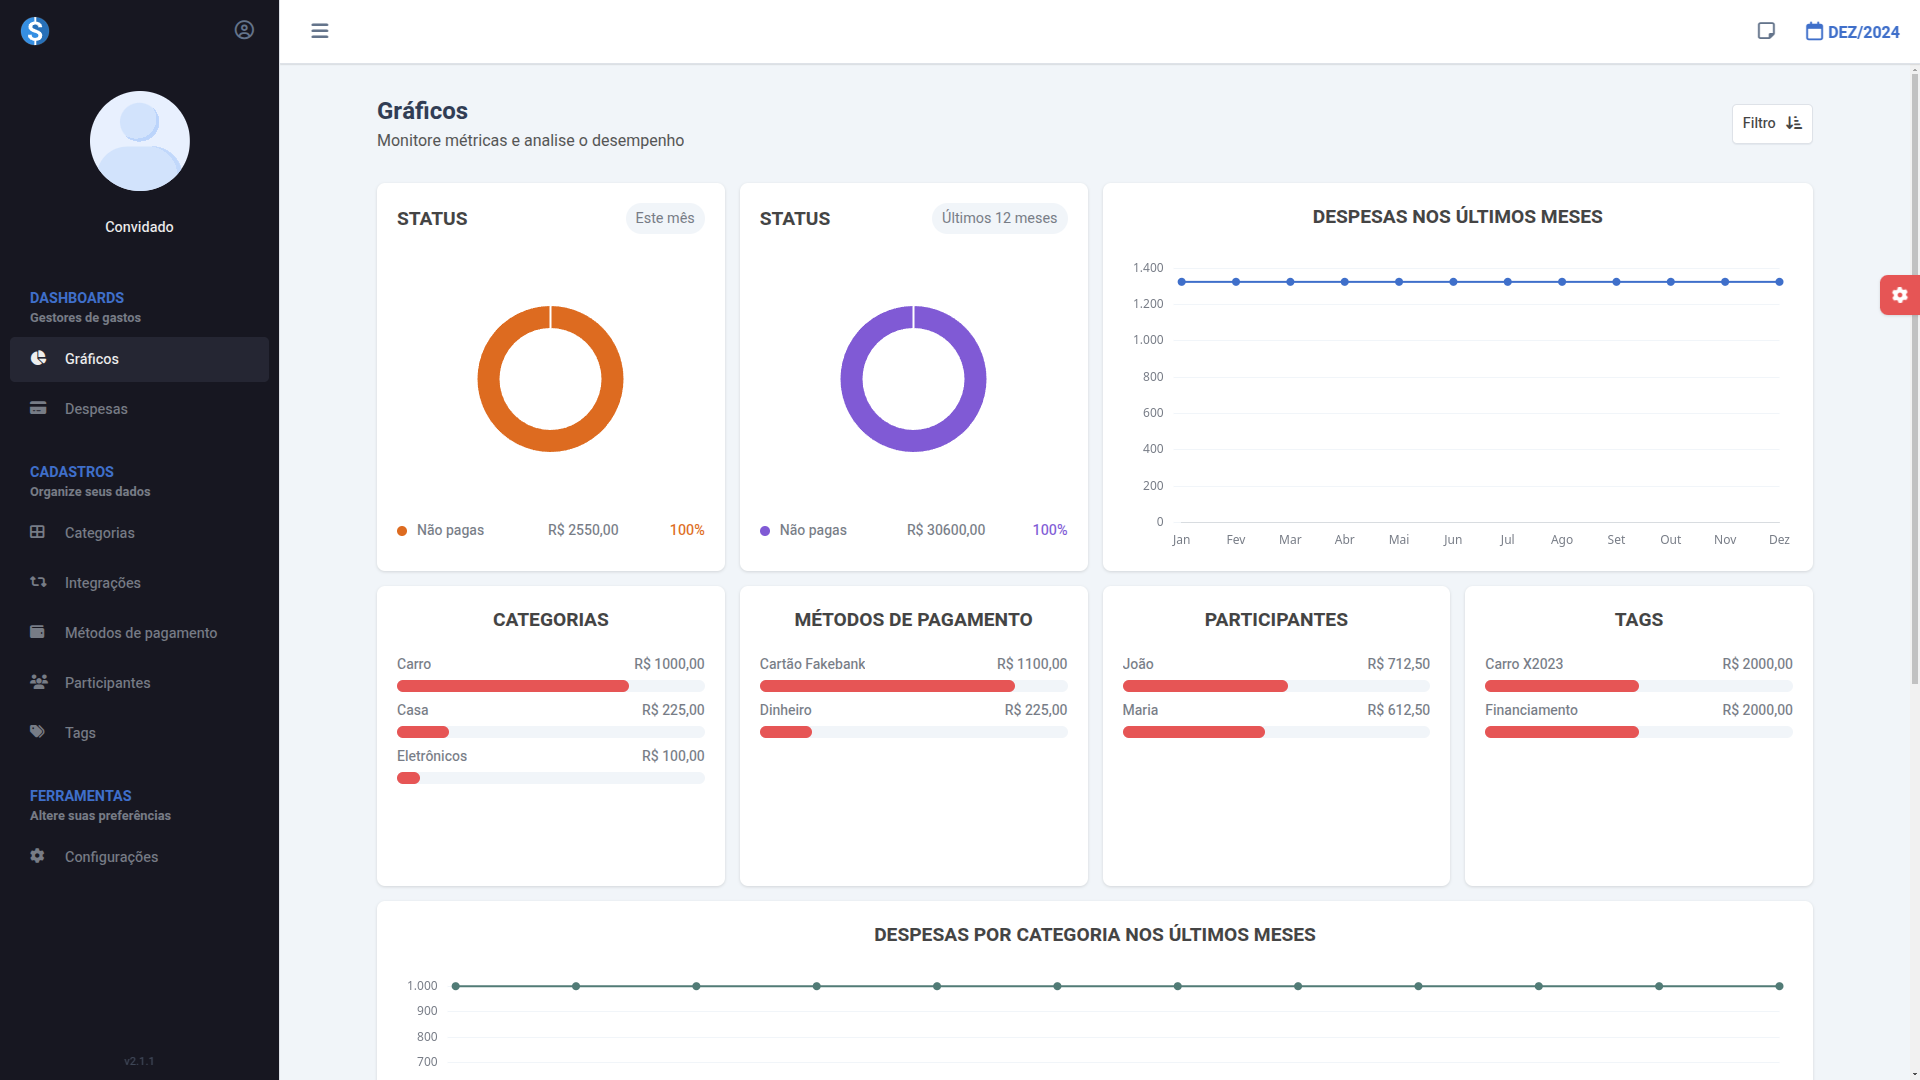 $
Convidado
DASHBOARDS
Gestores de gastos
Gráficos
Despesas
CADASTROS
Organize seus dados
Categorias
Integrações
Métodos de pagamento
Participantes
Tags
FERRAMENTAS
Altere suas preferências
Configurações
v2.1.1
DEZ/2024
Gráficos
Monitore métricas e analise o desempenho
Filtro
STATUS
Este mês
Não pagas R$ 2550,00 100%
STATUS
Últimos 12 meses
Não pagas R$ 30600,00 100%
DESPESAS NOS ÚLTIMOS MESES
1.400
1.200
1.000
800
600
400
200
0
Jan Fev Mar Abr Mai Jun Jul Ago Set Out Nov Dez
CATEGORIAS
Carro R$ 1000,00
Casa R$ 225,00
Eletrônicos R$ 100,00
MÉTODOS DE PAGAMENTO
Cartão Fakebank R$ 1100,00
Dinheiro R$ 225,00
PARTICIPANTES
João R$ 712,50
Maria R$ 612,50
TAGS
Carro X2023 R$ 2000,00
Financiamento R$ 2000,00
DESPESAS POR CATEGORIA NOS ÚLTIMOS MESES
1.000
900
800
700